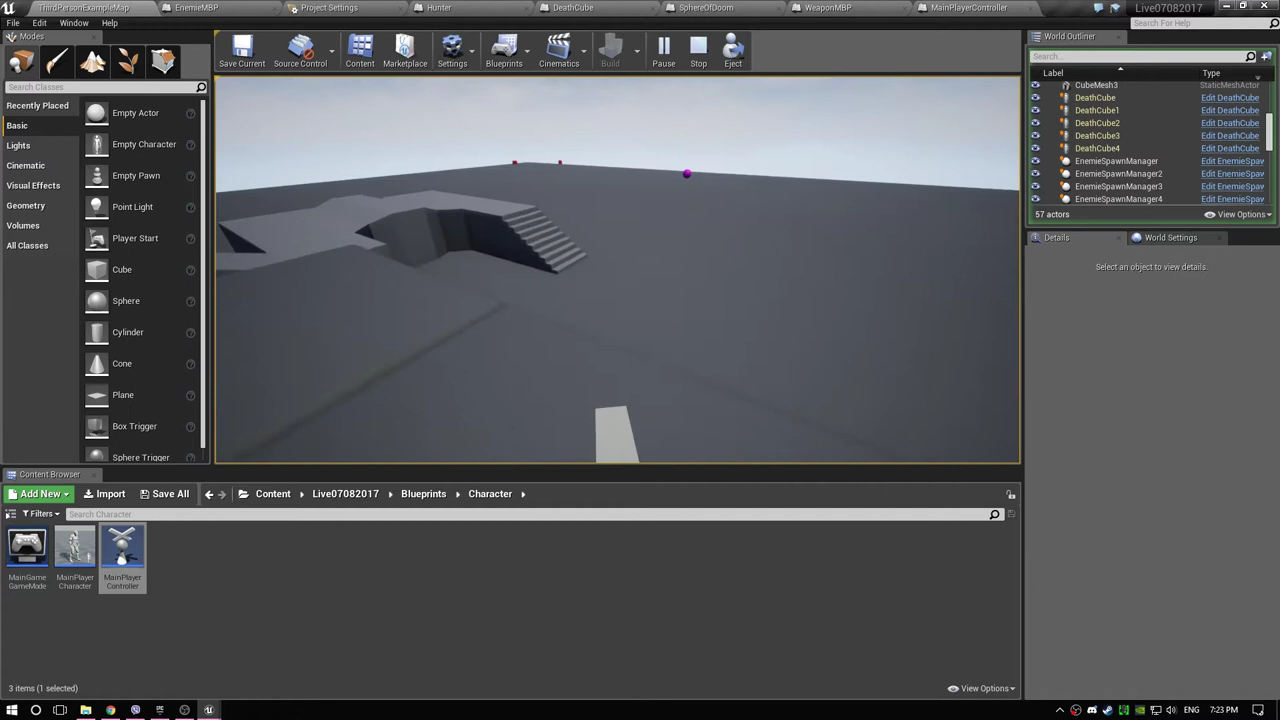 ThirdPersonExampleMap
EnemieMBP
Project Settings
Hunter
DeathCube
SphereOfDoom
WeaponMBP
MainPlayerController
Live07082017
File
Edit
Window
Help
Search For Help
Modes
Save Current
Source Control
Content
Marketplace
Settings
Blueprints
Cinematics
Build
Pause
Stop
Eject
Search Classes
Recently Placed
Basic
Lights
Cinematic
Visual Effects
Geometry
Volumes
All Classes
Empty Actor
Empty Character
Empty Pawn
Point Light
Player Start
Cube
Sphere
Cylinder
Cone
Plane
Box Trigger
Sphere Trigger
World Outliner
Search...
Label
Type
CubeMesh3
StaticMeshActor
DeathCube
Edit DeathCube
DeathCube1
Edit DeathCube
DeathCube2
Edit DeathCube
DeathCube3
Edit DeathCube
DeathCube4
Edit DeathCube
EnemieSpawnManager
Edit EnemieSpav
EnemieSpawnManager2
Edit EnemieSpav
EnemieSpawnManager3
Edit EnemieSpav
EnemieSpawnManager4
Edit EnemieSpav
57 actors
View Options
Details
World Settings
Select an object to view details.
Content Browser
Add New
Import
Save All
Content
Live07082017
Blueprints
Character
Filters
Search Character
MainGame
GameMode
MainPlayer
Character
MainPlayer
Controller
3 items (1 selected)
View Options
ENG
7:23 PM